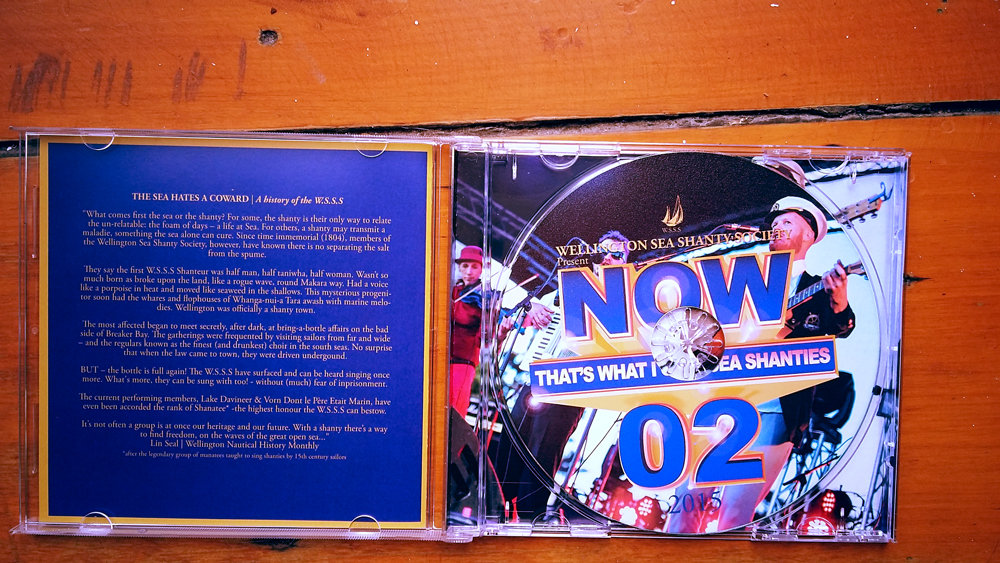 THE SEA HATES A COWARD | A history of the W.S.S.S
"What comes first the sea or the shanty? For some, the shanty is their only way to relate
the un-relatable: the foam of days – a life at Sea. For others, a shanty may transmit a
maladie, something the sea alone can cure. Since time immemorial (1804), members of
the Wellington Sea Shanty Society, however, have known there is no separating the salt
from the spume.
They say the first W.S.S.S Shanteur was half man, half taniwha, half woman. Wasn't so
much born as broke upon the land, like a rogue wave, round Makara way. Had a voice
like a porpoise in heat and moved like seaweed in the shallows. This mysterious progeni-
tor soon had the whares and flophouses of Whanga-nui-a Tara awash with marine melo-
dies. Wellington was officially a shanty town.
The most affected began to meet secretly, after dark, at bring-a-bottle affairs on the bad
side of Breaker Bay. The gatherings were frequented by visiting sailors from far and wide
– and the regulars known as the finest (and drunkest) choir in the south seas. No surprise
that when the law came to town, they were driven undergound.
BUT – the bottle is full again! The W.S.S.S have surfaced and can be heard singing once
more. What's more, they can be sung with too! - without (much) fear of inprisonment.
The current performing members, Lake Davineer & Vorn Dont le Père Etait Marin, have
even been accorded the rank of Shanatee* -the highest honour the W.S.S.S can bestow.
It's not often a group is at once our heritage and our future. With a shanty there's a way
to find freedom, on the waves of the great open sea..."
Lin Seal | Wellington Nautical History Monthly
*after the legendary group of manatees taught to sing shanties by 15th century sailors
W.S.S.S
WELLINGTON SEA SHANTY SOCIETY
Present
NOW
THAT'S WHAT I SEA SHANTIES
02
2015